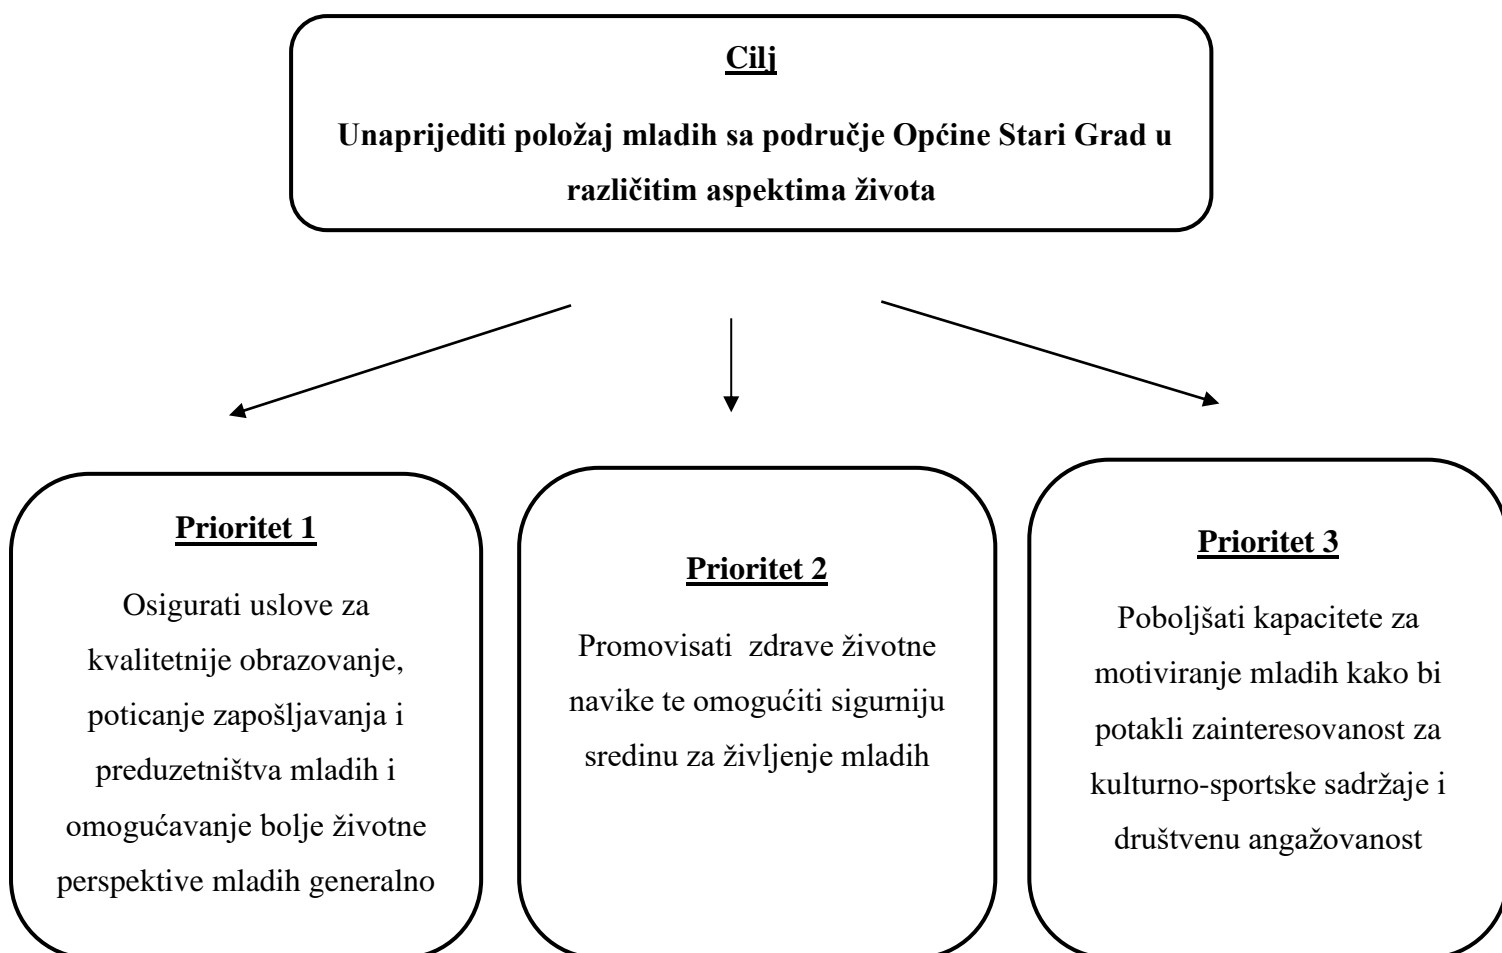 Cilj
Unaprijediti položaj mladih sa područje Općine Stari Grad u
različitim aspektima života
Prioritet 1
Osigurati uslove za
kvalitetnije obrazovanje,
poticanje zapošljavanja i
preduzetništva mladih i
omogućavanje bolje životne
perspektive mladih generalno
Prioritet 2
Promovisati zdrave životne
navike te omogućiti sigurniju
sredinu za življenje mladih
Prioritet 3
Poboljšati kapacitete za
motiviranje mladih kako bi
potakli zainteresovanost za
kulturno-sportske sadržaje i
društvenu angažovanost